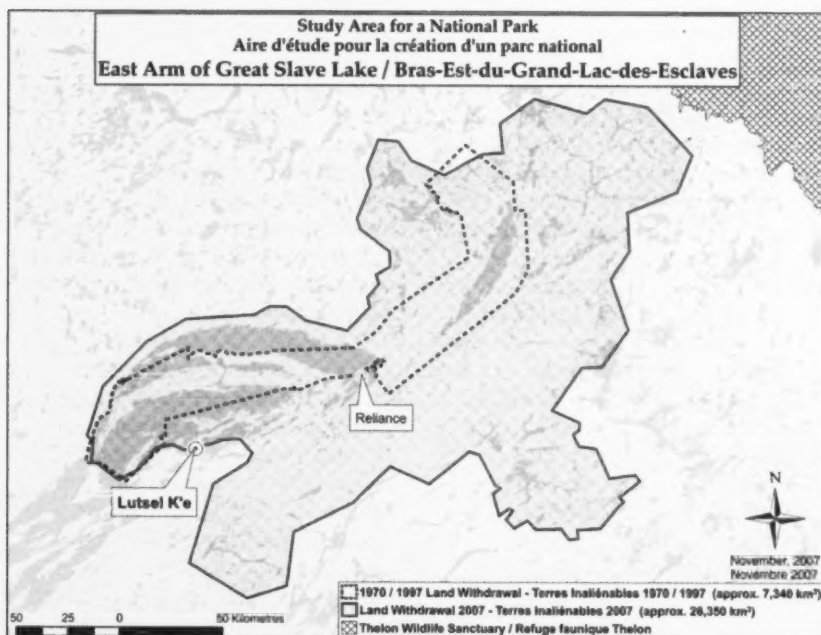 Study Area for a National Park
Aire d'étude pour la création d'un parc national
East Arm of Great Slave Lake / Bras-Est-du-Grand-Lac-des-Esclaves
Reliance
Lutsel K'e
N
November, 2007
Novembre 2007
1970 / 1997 Land Withdrawal - Terres Inaliénables 1970 / 1997 (approx. 7,340 km²)
Land Withdrawal 2007 - Terres Inaliénables 2007 (approx. 26,350 km²)
Thelon Wildlife Sanctuary / Refuge faunique Thelon
50 25 0 50 Kilometres